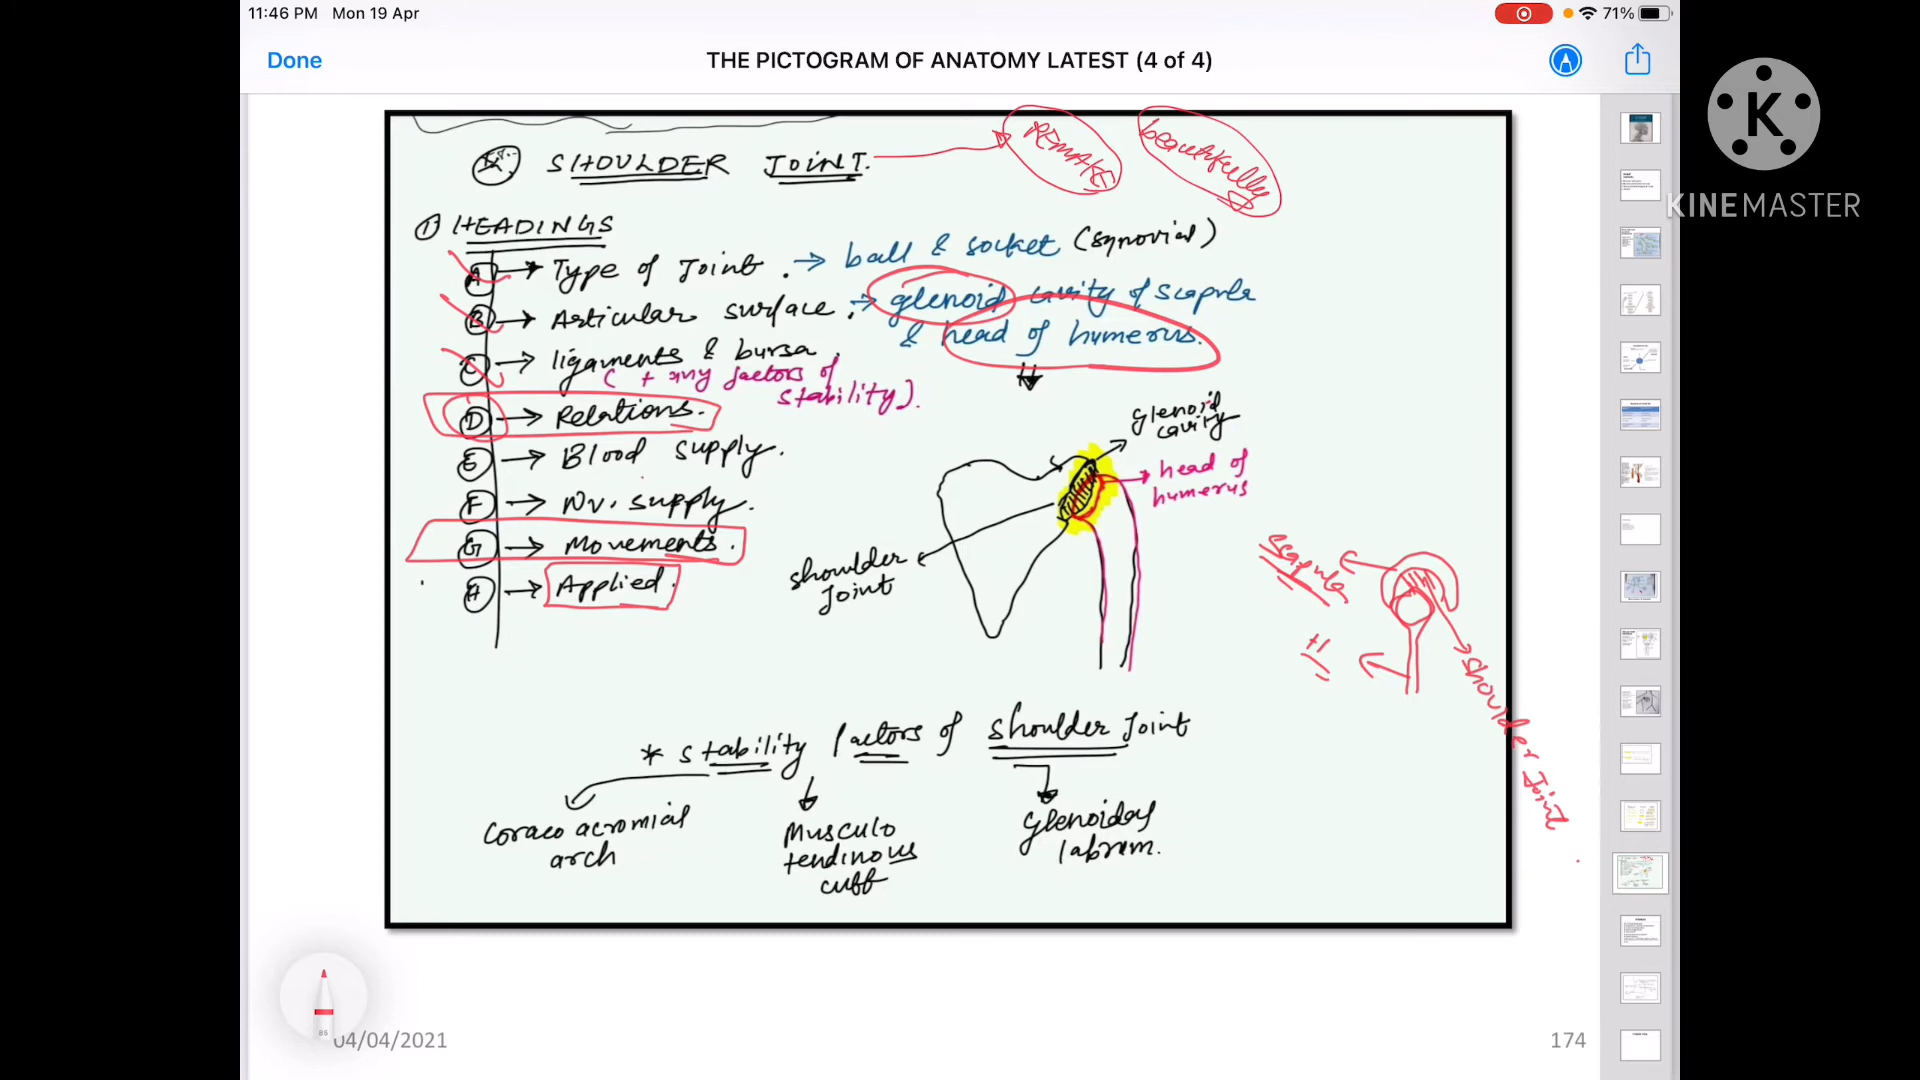 11:46 PM Mon 19 Apr
71%
Done
THE PICTOGRAM OF ANATOMY LATEST (4 of 4)
K
KINEMASTER
SHOULDER JOINT.
REMAKE
beautifully
① HEADINGS
A → Type of Joint. → ball & socket (synovial)
B → Articular surface. → glenoid cavity of scapula
& head of humerus.
C → ligaments & bursa.
( + any factors of
stability).
D → Relations.
E → Blood supply.
F → Nv. supply.
G → Movements.
H → Applied.
glenoid
cavity
head of
humerus
shoulder
Joint
scapula
H
shoulder Joint
* stability factors of shoulder Joint
Coraco acromial
arch
Musculo
tendinous
cuff
Glenoidal
labrum.
85
04/04/2021
174